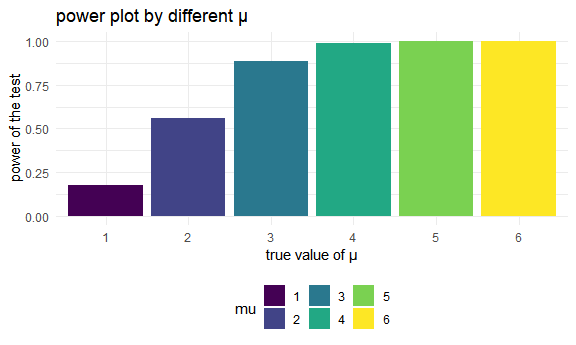 power plot by different μ
power of the test
1.00
0.75
0.50
0.25
0.00
1 2 3 4 5 6
true value of μ
mu
1 3 5
2 4 6